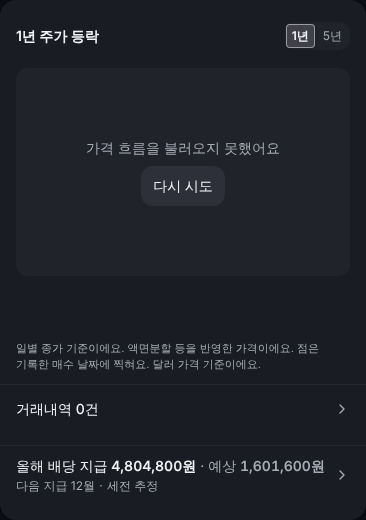 1년 주가 등락
1년 5년
가격 흐름을 불러오지 못했어요
다시 시도
일별 종가 기준이에요. 액면분할 등을 반영한 가격이에요. 점은
기록한 매수 날짜에 찍혀요. 달러 가격 기준이에요.
거래내역 0건
올해 배당 지급 4,804,800원 · 예상 1,601,600원
다음 지급 12월 · 세전 추정